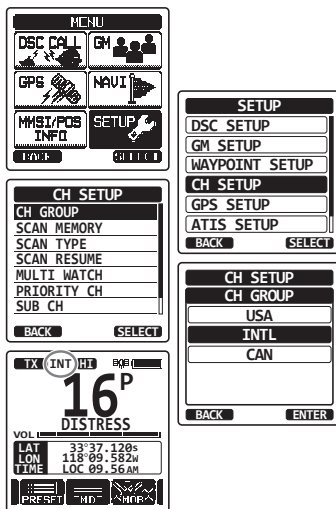 MENU
DSC CALL
GM
GPS
NAVI
MMSI/POS
INFO
SETUP
BACK
SELECT
SETUP
DSC SETUP
GM SETUP
WAYPOINT SETUP
CH SETUP
GPS SETUP
ATIS SETUP
BACK
SELECT
CH SETUP
CH GROUP
SCAN MEMORY
SCAN TYPE
SCAN RESUME
MULTI WATCH
PRIORITY CH
SUB CH
BACK
SELECT
CH SETUP
CH GROUP
USA
INTL
CAN
BACK
ENTER
TX INT HI
16P
DISTRESS
VOL
LAT 33°37.120s
LON 118°09.582w
TIME LOC 09.56AM
PRESET
MOB